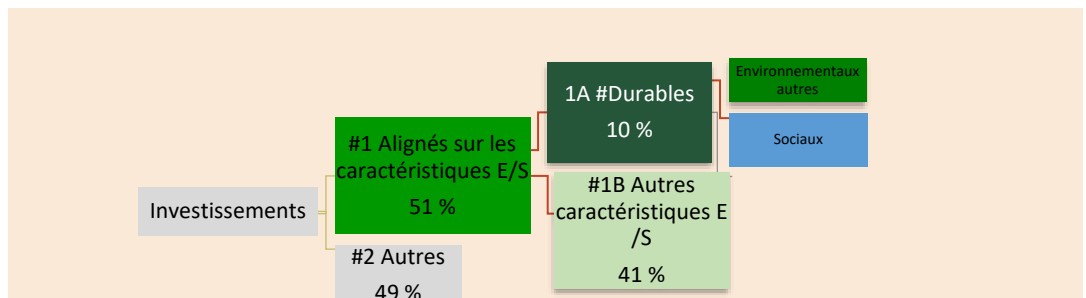 Investissements
#1 Alignés sur les
caractéristiques E/S
51 %
#2 Autres
49 %
1A #Durables
10 %
#1B Autres
caractéristiques E
/S
41 %
Environnementaux
autres
Sociaux